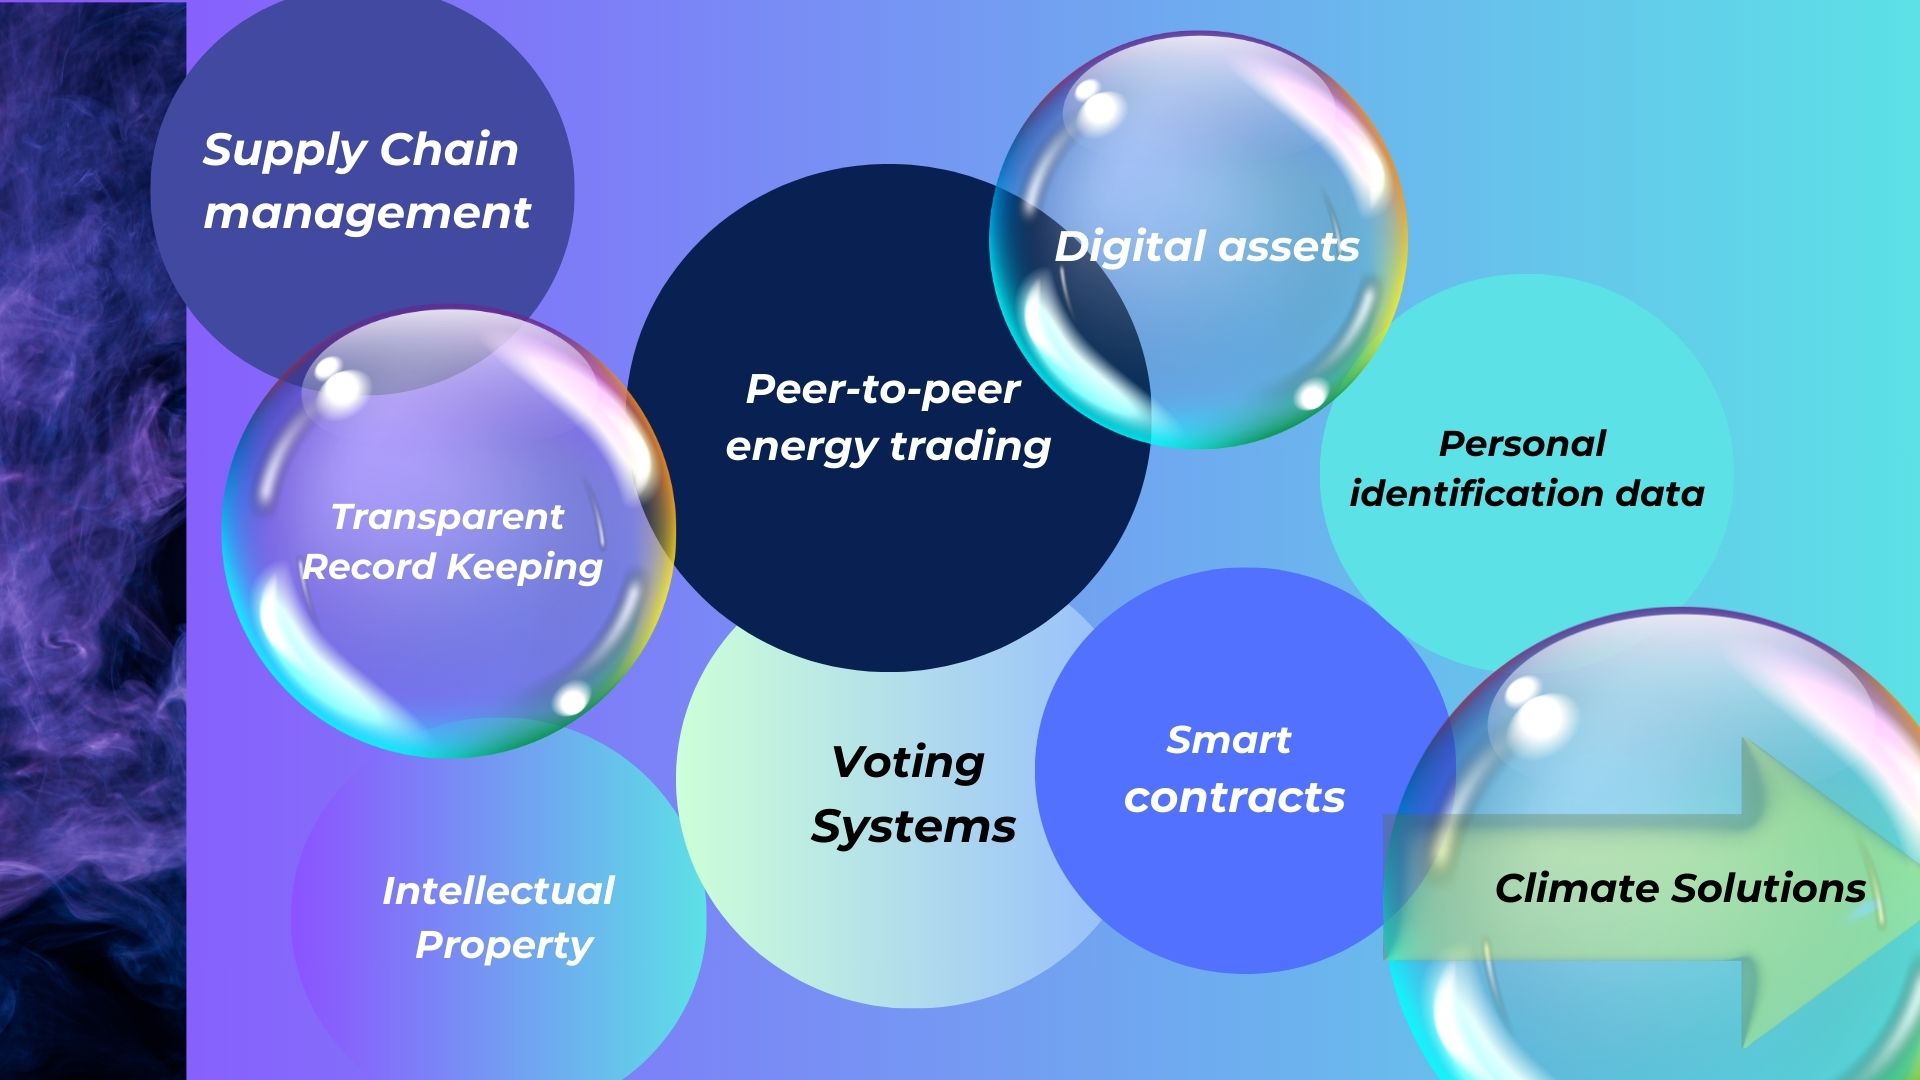 Supply Chain
management
Digital assets
Peer-to-peer
energy trading
Personal
identification data
Transparent
Record Keeping
Voting
Systems
Smart
contracts
Intellectual
Property
Climate Solutions